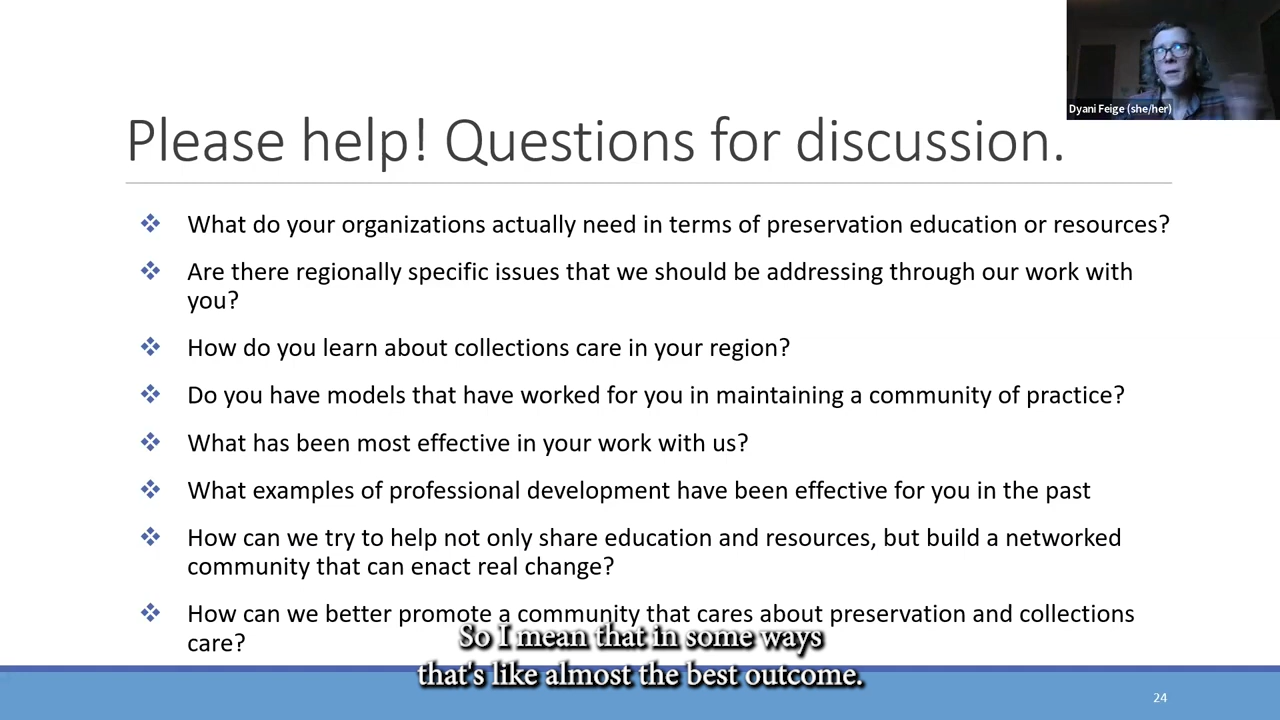 Dyani Feige (she/her)
Please help! Questions for discussion.
❖ What do your organizations actually need in terms of preservation education or resources?
❖ Are there regionally specific issues that we should be addressing through our work with
you?
❖ How do you learn about collections care in your region?
❖ Do you have models that have worked for you in maintaining a community of practice?
❖ What has been most effective in your work with us?
❖ What examples of professional development have been effective for you in the past
❖ How can we try to help not only share education and resources, but build a networked
community that can enact real change?
❖ How can we better promote a community that cares about preservation and collections
care?
So I mean that in some ways
that's like almost the best outcome.
24